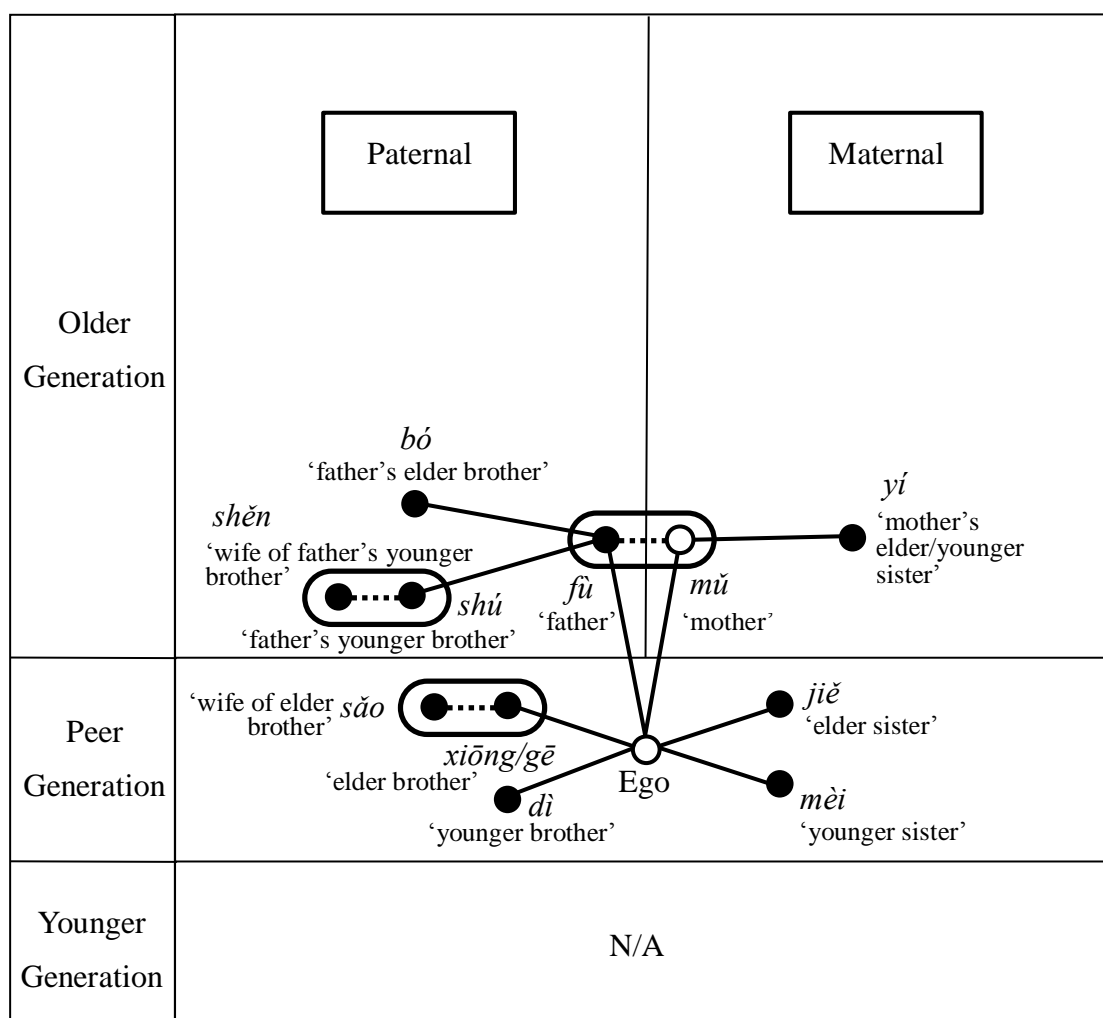 Paternal
Maternal
Older
Generation
bó
‘father’s elder brother’
shěn
‘wife of father’s younger
brother’
shú
‘father’s younger brother’
fù
‘father’
mǔ
‘mother’
yí
‘mother’s
elder/younger
sister’
Peer
Generation
‘wife of elder
brother’
sǎo
xiōng/gē
‘elder brother’
dì
‘younger brother’
Ego
jiě
‘elder sister’
mèi
‘younger sister’
Younger
Generation
N/A